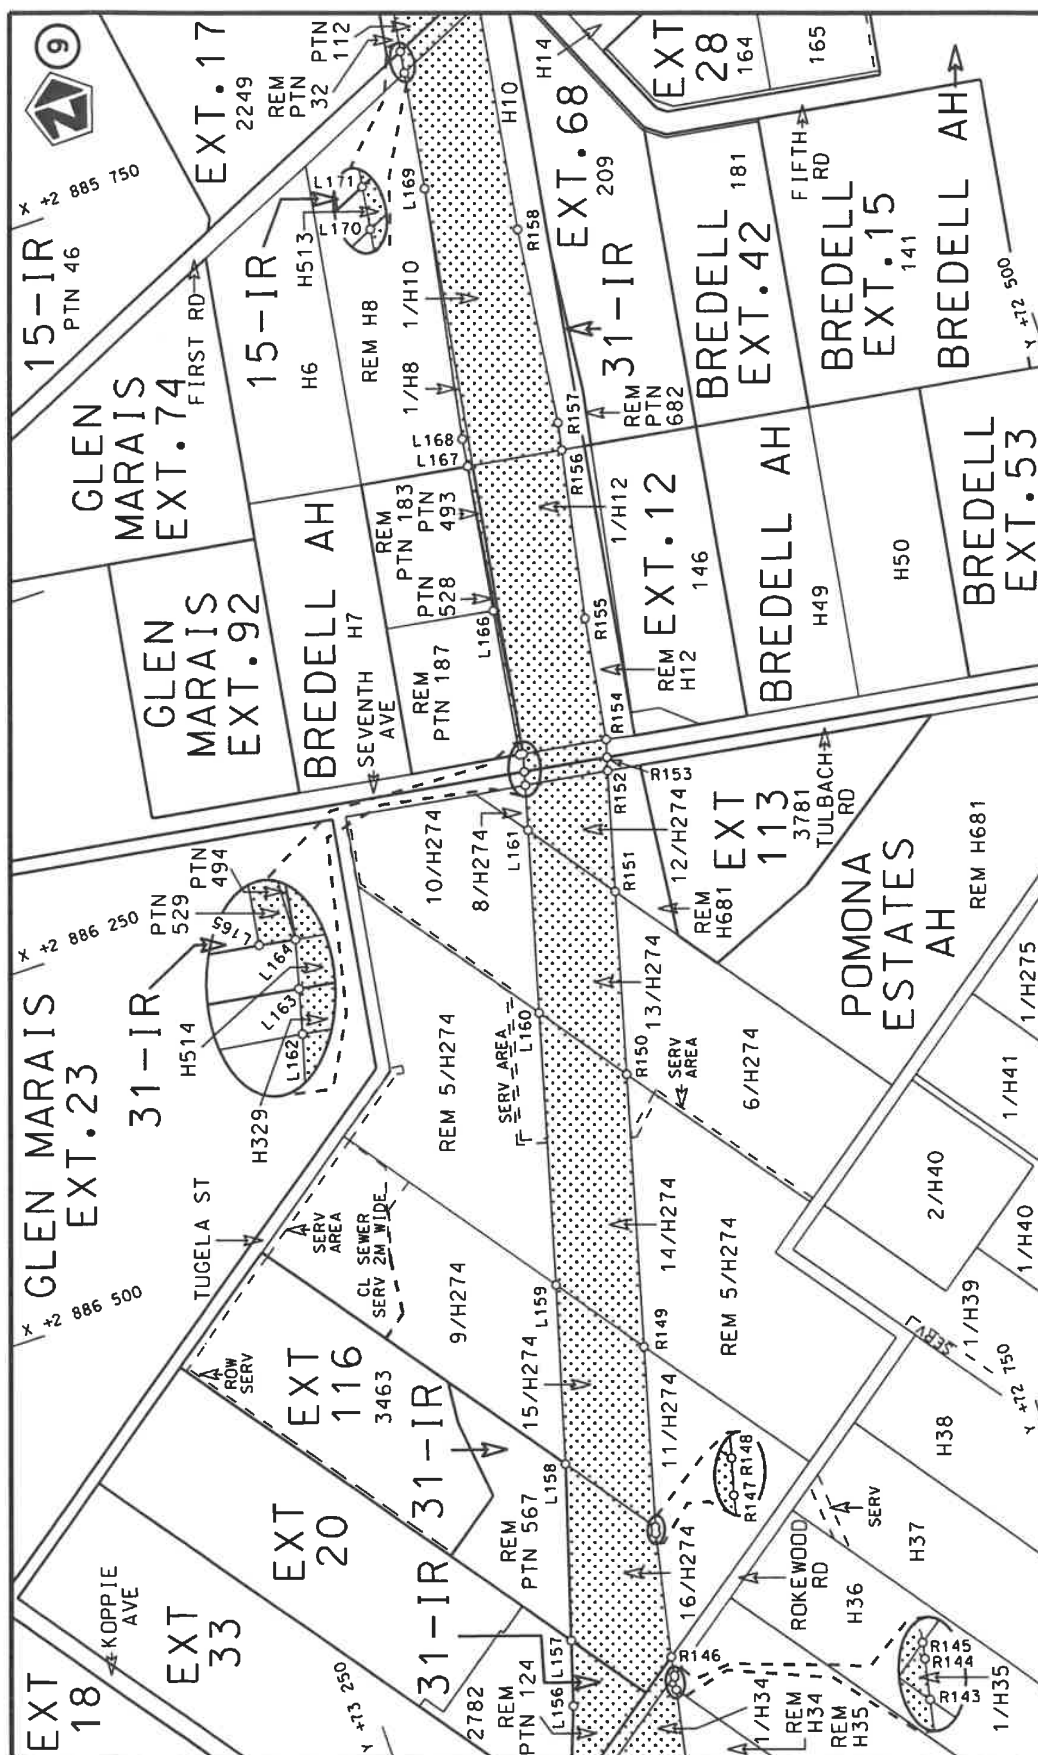 9
N
15-IR
PTN 46
X +2 885 750
EXT.17
2249
REM
PTN
32
PTN
112
FIRST RD
GLEN
MARAIS
EXT.74
15-IR
H513
L171
L170
L169
H6
REM H8
1/H8
1/H10
H10
H14
EXT
28
164
165
EXT.68
209
R158
31-IR
FIFTH
RD
181
BREDELL
EXT.42
BREDELL
EXT.15
141
BREDELL AH
Y +72 500
L168
L167
R157
R156
REM
PTN
682
GLEN
MARAIS
EXT.92
BREDELL AH
H7
REM
PTN 183
PTN
493
PTN
528
L166
REM
PTN 187
SEVENTH
AVE
1/H12
EXT.12
146
R155
REM
H12
R154
BREDELL AH
H49
H50
BREDELL
EXT.53
R153
R152
TULBACH
RD
EXT
113
3781
12/H274
REM
H681
R151
10/H274
8/H274
L161
PTN
494
PTN
529
L165
L164
L163
L162
31-IR
H514
H329
X +2 886 250
GLEN MARAIS
EXT.23
POMONA
ESTATES
AH
REM H681
1/H275
1/H41
2/H40
1/H40
1/H39
13/H274
L160
R150
SERV AREA
SERV
AREA
REM 5/H274
6/H274
TUGELA ST
SERV
AREA
CL SEWER
SERV 2M WIDE
9/H274
14/H274
REM 5/H274
L159
R149
X +2 886 500
ROW
SERV
EXT
116
3463
31-IR
15/H274
11/H274
L158
R148
R147
SERV
Y +72 750
H38
SERV
H37
ROKEWOOD
RD
H36
EXT
20
31-IR
REM
PTN 567
16/H274
KOPPIE
AVE
EXT
33
EXT
18
Y +73 250
2782
REM
PTN 124
L157
L156
R146
1/H34
REM
H34
REM
H35
R145
R144
R143
1/H35